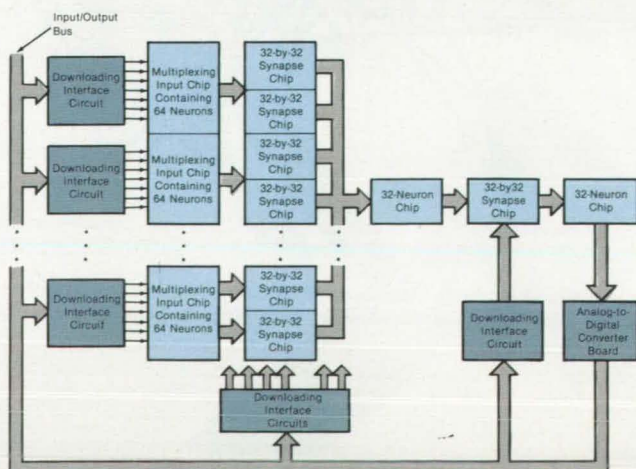 Input/Output
Bus
Downloading
Interface
Circuit
Multiplexing
Input Chip
Containing
64 Neurons
32-by-32
Synapse
Chip
32-by-32
Synapse
Chip
Downloading
Interface
Circuit
Multiplexing
Input Chip
Containing
64 Neurons
32-by-32
Synapse
Chip
32-by-32
Synapse
Chip
32-Neuron
Chip
32-by32
Synapse
Chip
32-Neuron
Chip
Downloading
Interface
Circuit
Multiplexing
Input Chip
Containing
64 Neurons
32-by-32
Synapse
Chip
32-by-32
Synapse
Chip
Downloading
Interface
Circuit
Analog-to-
Digital
Converter
Board
Downloading
Interface
Circuits